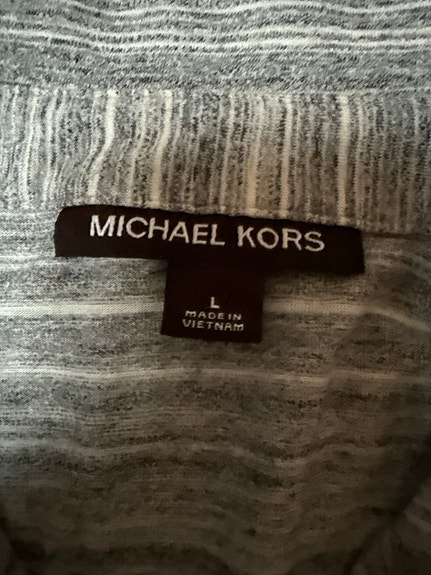 MICHAEL KORS
L
MADE IN
VIETNAM